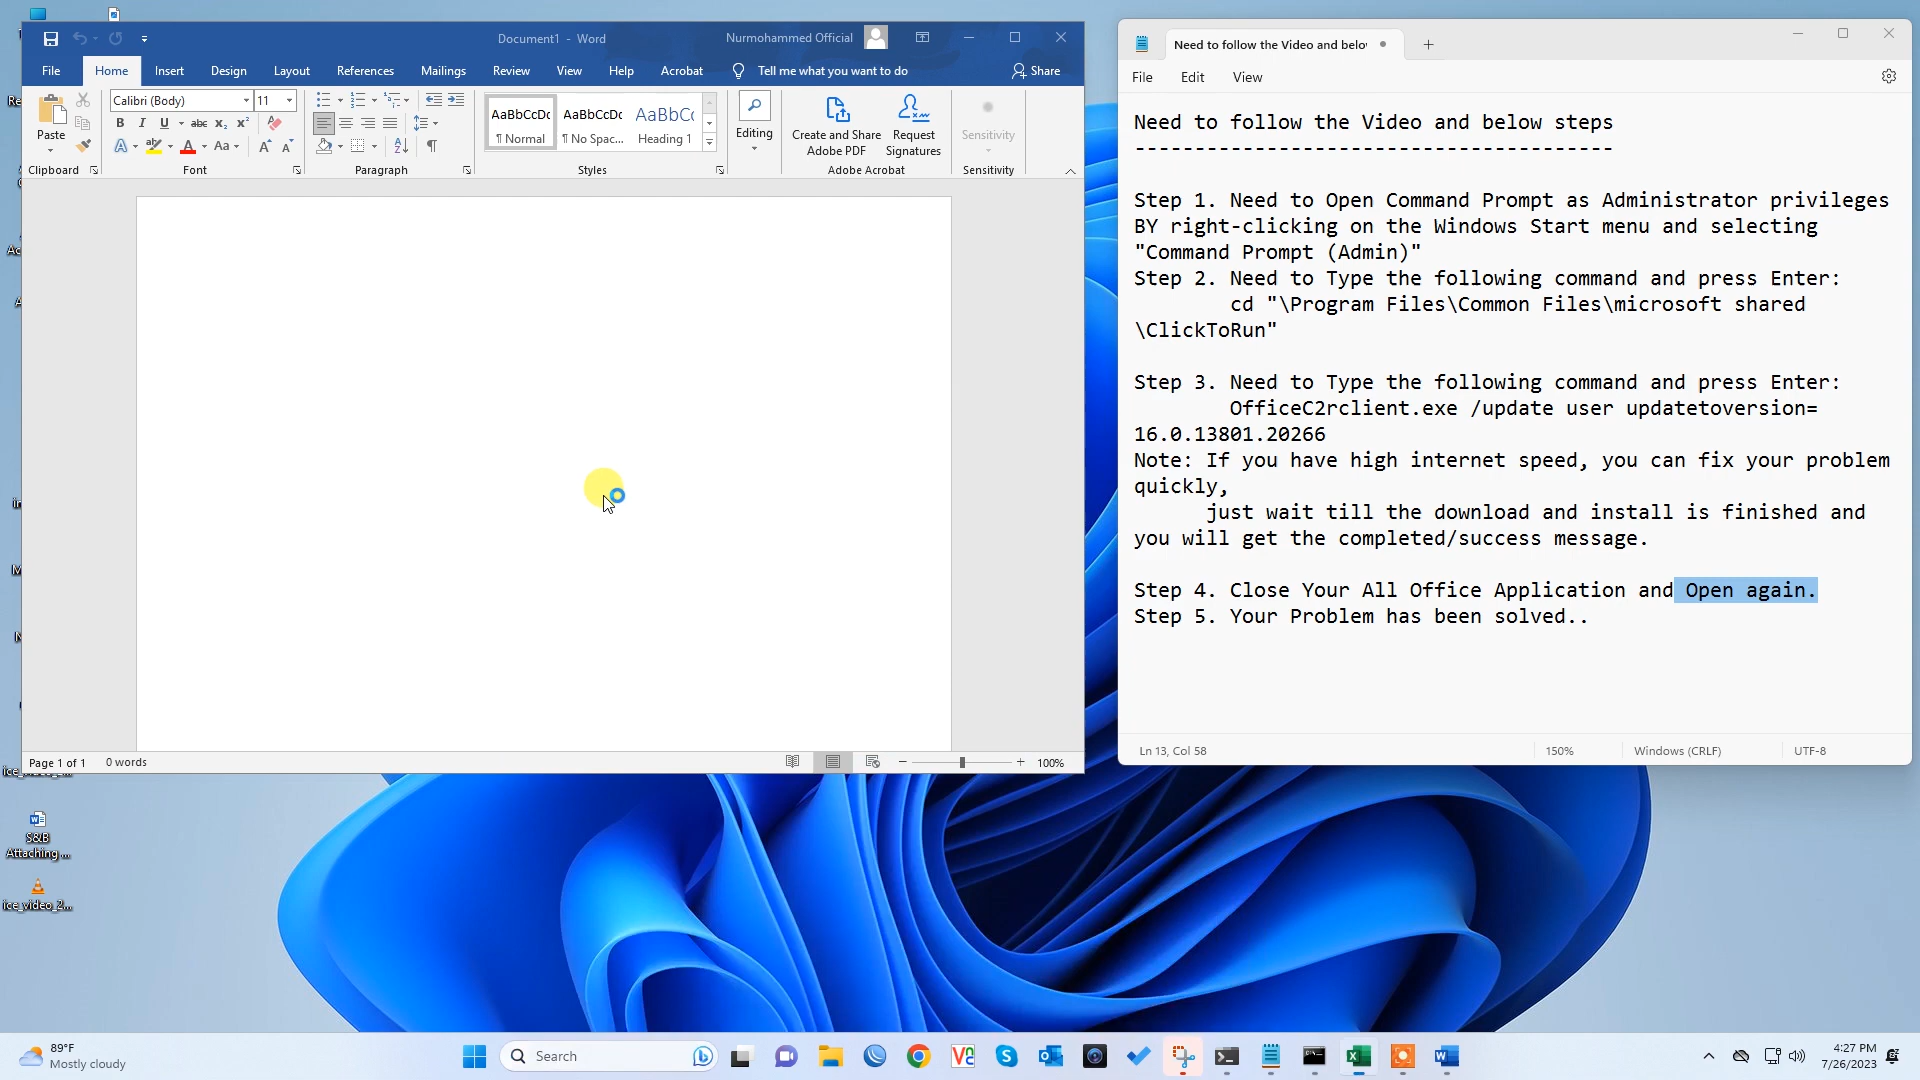 Document1 - Word
Nurmohammed Official
File Home Insert Design Layout References Mailings Review View Help Acrobat Tell me what you want to do Share
Calibri (Body) 11
Paste
Clipboard
Font
Paragraph
AaBbCcDc AaBbCcDc AaBbCc
¶ Normal ¶ No Spac... Heading 1
Styles
Editing
Create and Share
Adobe PDF
Request
Signatures
Adobe Acrobat
Sensitivity
Sensitivity
Page 1 of 1 0 words
100%
Need to follow the Video and belov
File Edit View
Need to follow the Video and below steps
----------------------------------------
Step 1. Need to Open Command Prompt as Administrator privileges
BY right-clicking on the Windows Start menu and selecting
"Command Prompt (Admin)"
Step 2. Need to Type the following command and press Enter:
cd "\Program Files\Common Files\microsoft shared
\ClickToRun"
Step 3. Need to Type the following command and press Enter:
OfficeC2rclient.exe /update user updatetoversion=
16.0.13801.20266
Note: If you have high internet speed, you can fix your problem
quickly,
just wait till the download and install is finished and
you will get the completed/success message.
Step 4. Close Your All Office Application and Open again.
Step 5. Your Problem has been solved..
Ln 13, Col 58
150%
Windows (CRLF)
UTF-8
S&B
Attaching ...
ice_video_2...
89°F
Mostly cloudy
Search
4:27 PM
7/26/2023